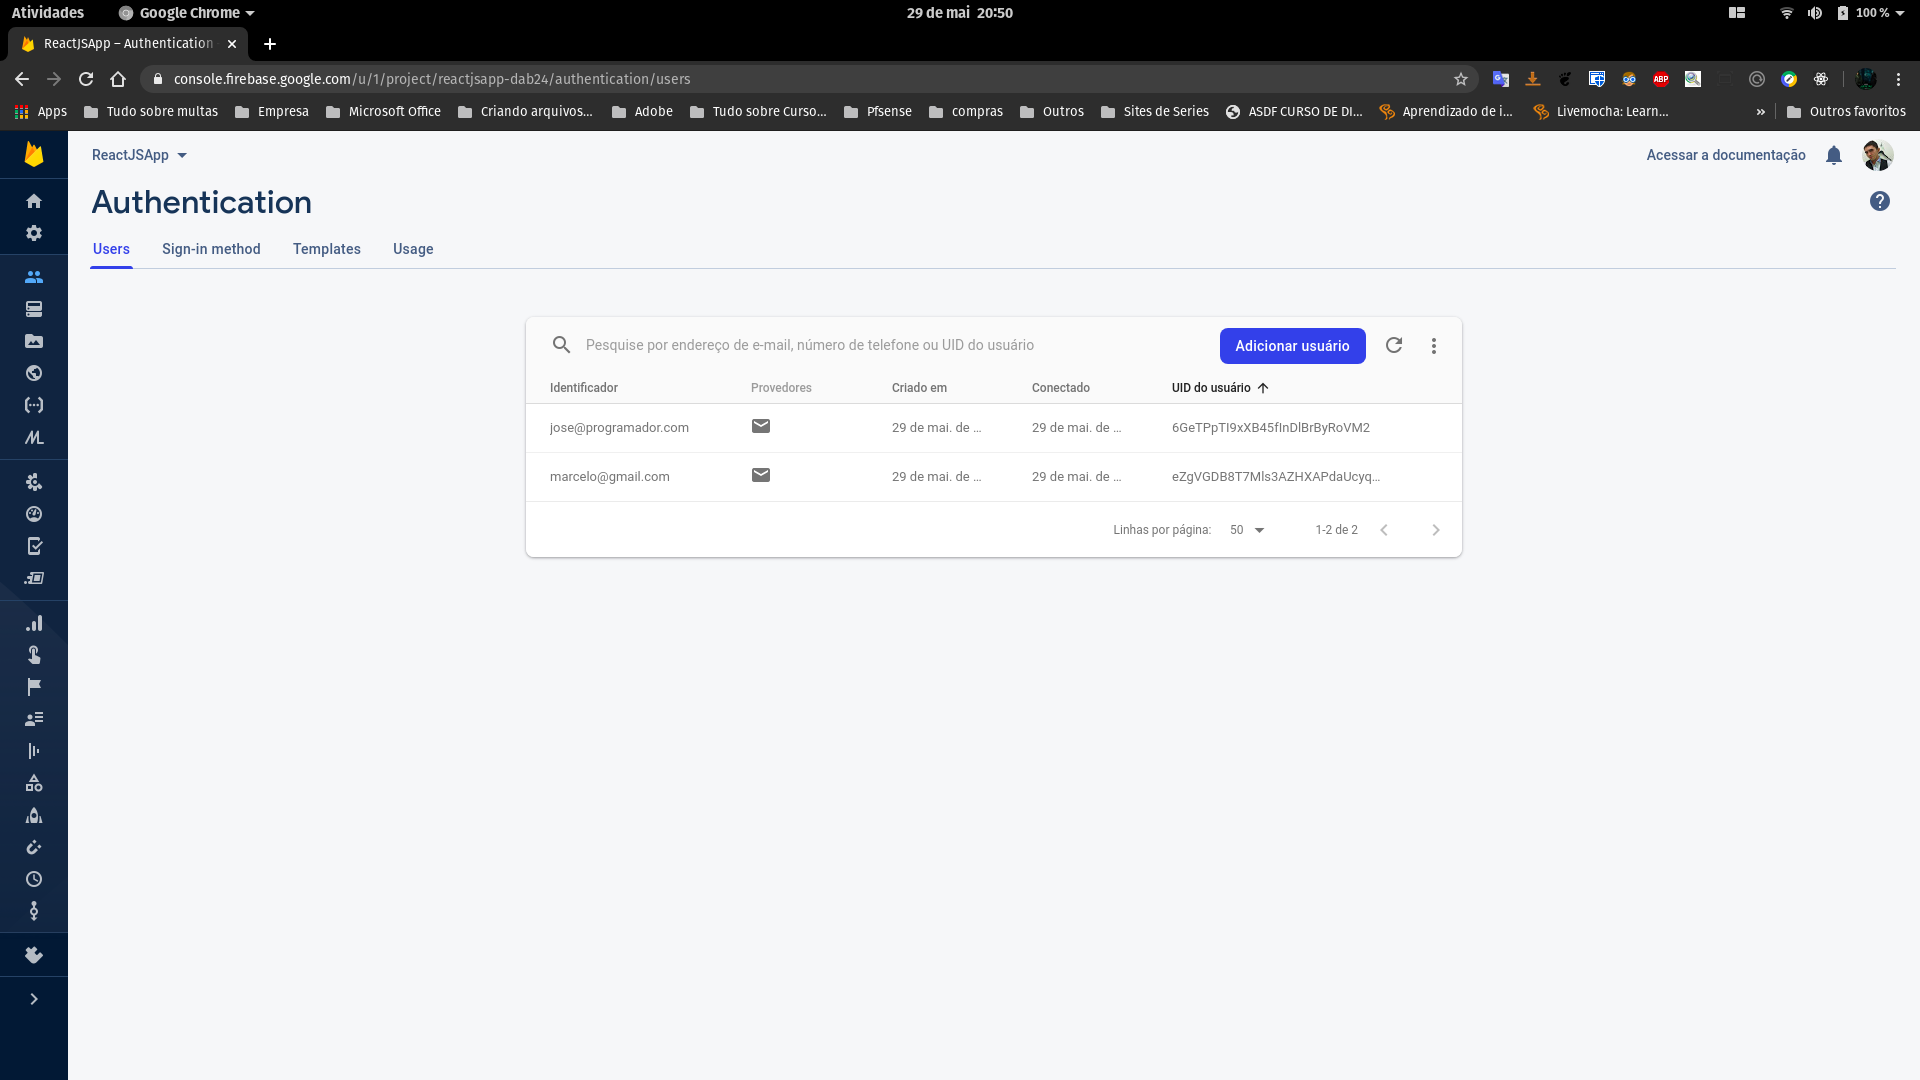 Atividades Google Chrome 29 de mai 20:50 100 %
ReactJSApp – Authentication
console.firebase.google.com/u/1/project/reactjsapp-dab24/authentication/users
Apps Tudo sobre multas Empresa Microsoft Office Criando arquivos... Adobe Tudo sobre Curso... Pfsense compras Outros Sites de Series ASDF CURSO DE DI... Aprendizado de i... Livemocha: Learn... » Outros favoritos
ReactJSApp Acessar a documentação
Authentication
Users Sign-in method Templates Usage
Pesquise por endereço de e-mail, número de telefone ou UID do usuário Adicionar usuário
Identificador Provedores Criado em Conectado UID do usuário
jose@programador.com 29 de mai. de ... 29 de mai. de ... 6GeTPpTI9xXB45fInDlBrByRoVM2
marcelo@gmail.com 29 de mai. de ... 29 de mai. de ... eZgVGDB8T7Mls3AZHXAPdaUcyq...
Linhas por página: 50 1-2 de 2